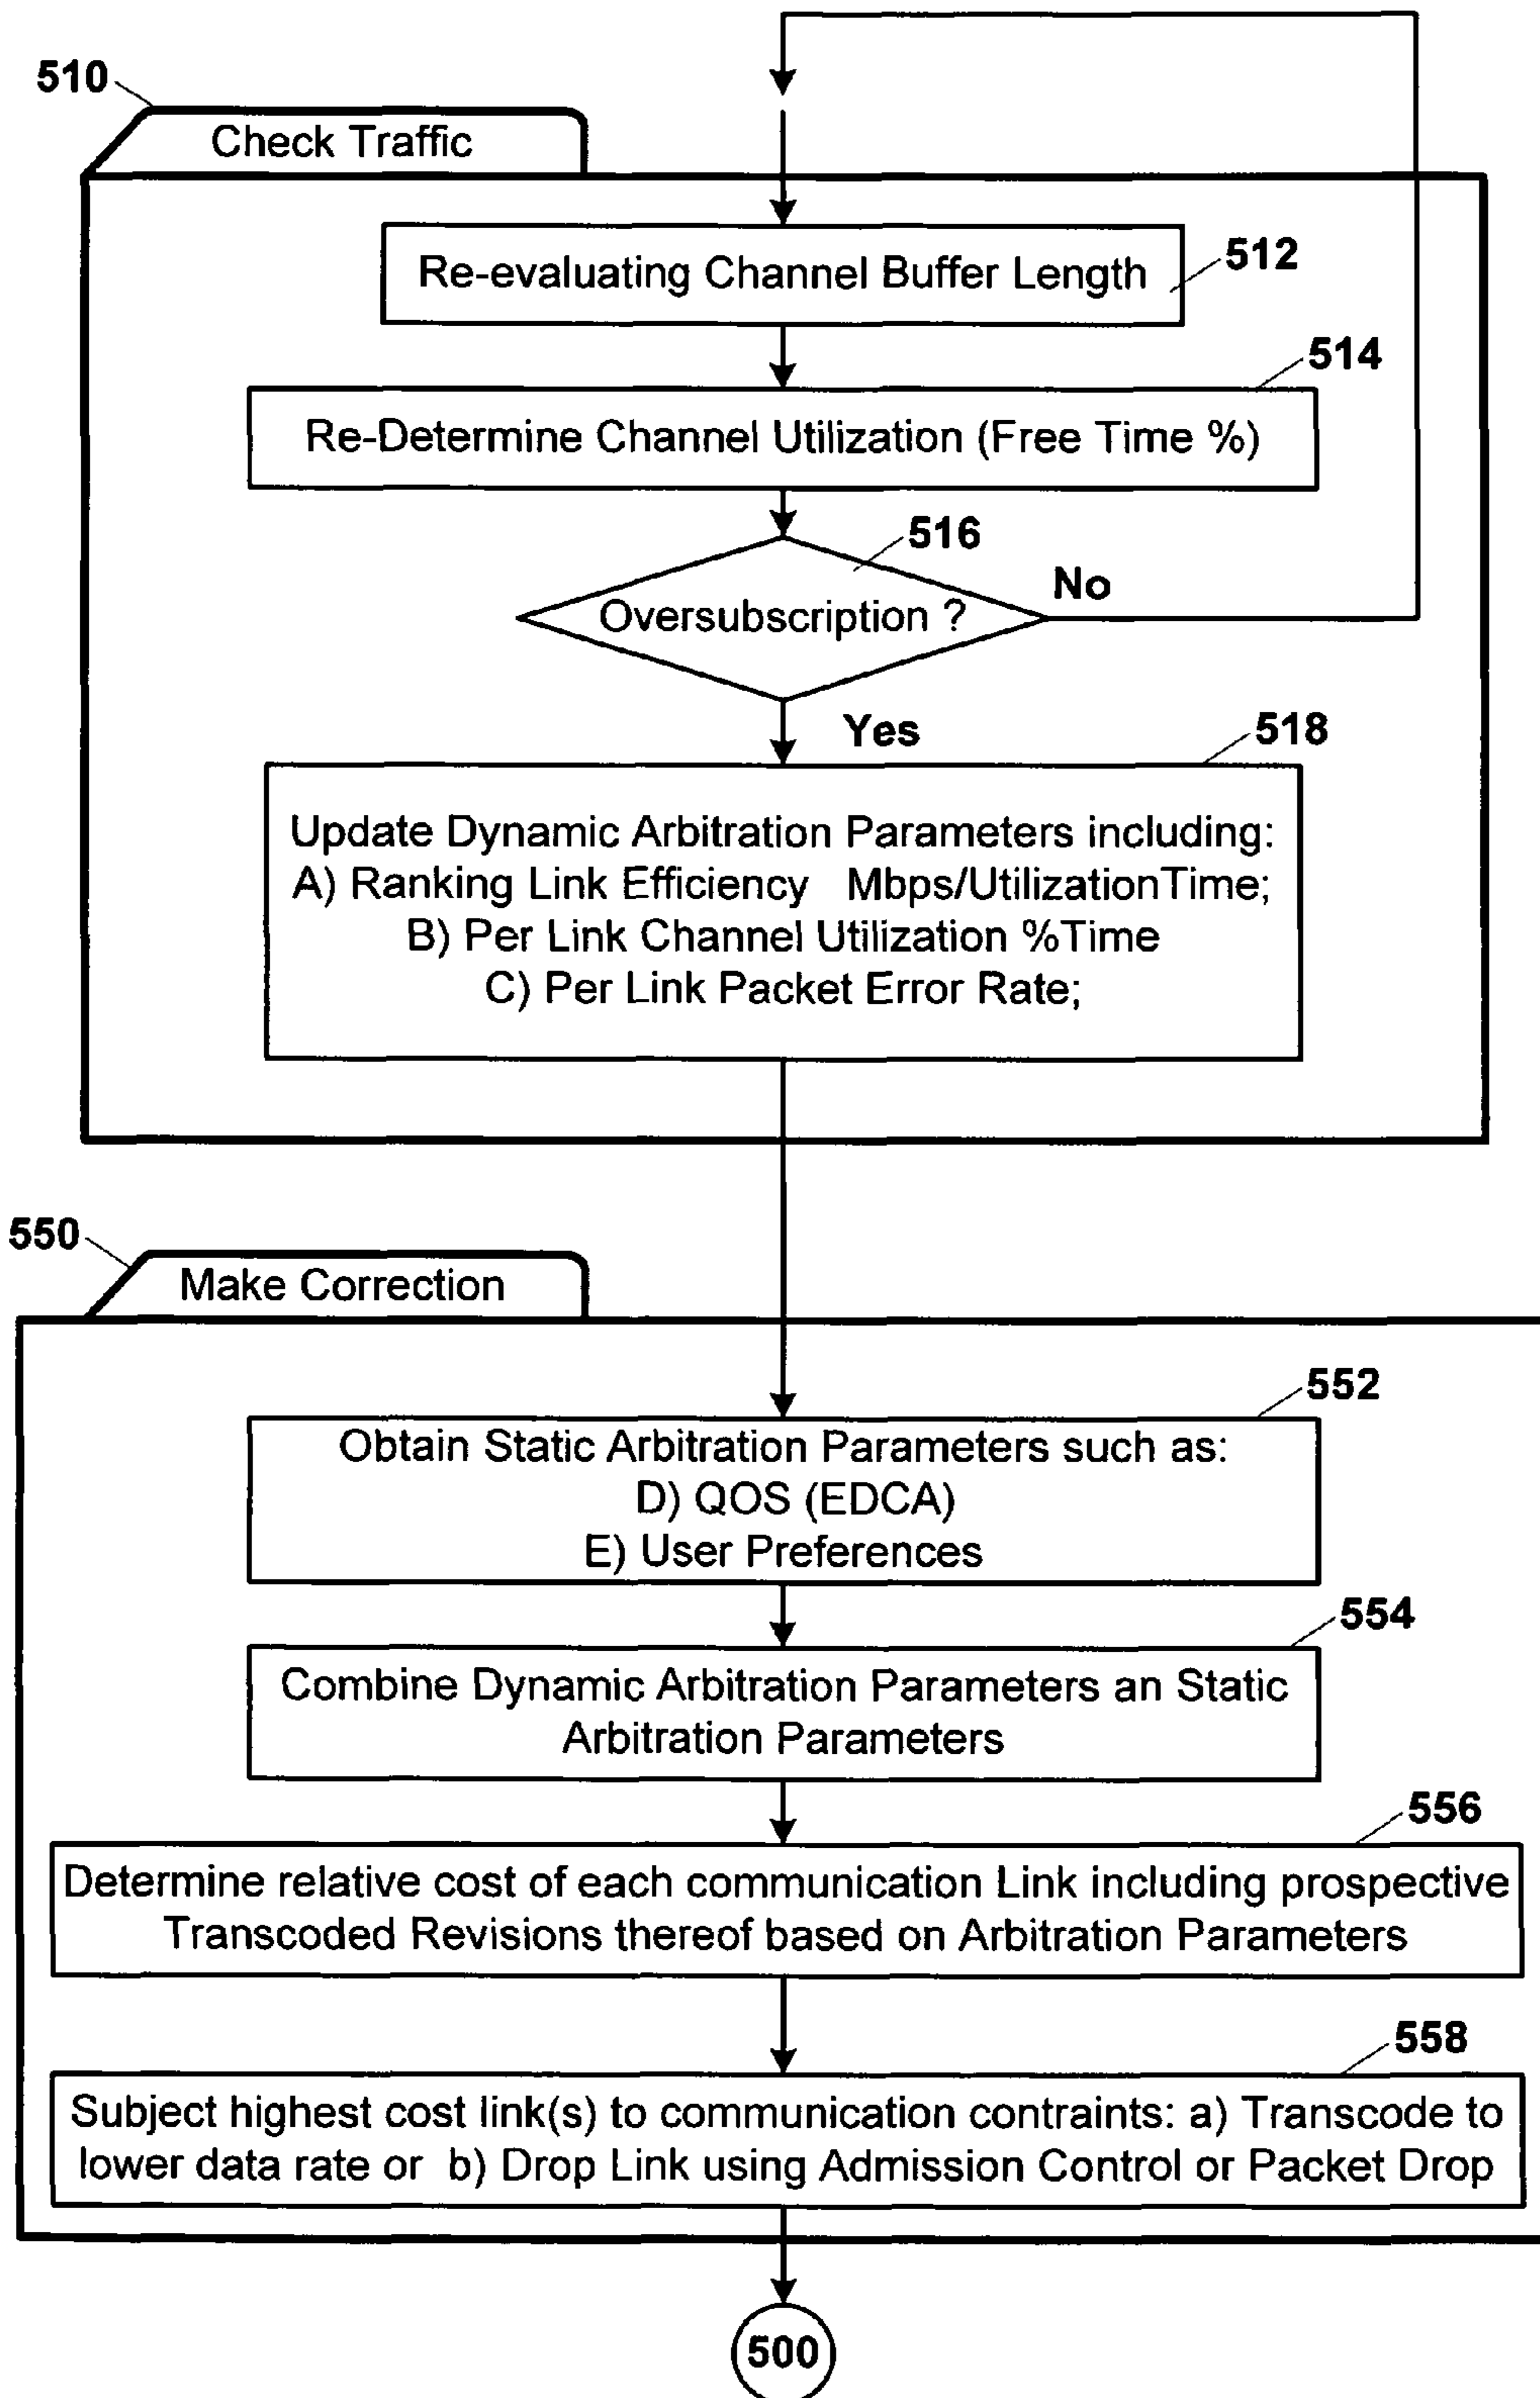 510
Check Traffic
Re-evaluating Channel Buffer Length
512
514
Re-Determine Channel Utilization (Free Time %)
516
No
Oversubscription ?
Yes
518
Update Dynamic Arbitration Parameters including:
A) Ranking Link Efficiency Mbps/UtilizationTime;
B) Per Link Channel Utilization %Time
C) Per Link Packet Error Rate;
550
Make Correction
552
Obtain Static Arbitration Parameters such as:
D) QOS (EDCA)
E) User Preferences
554
Combine Dynamic Arbitration Parameters an Static
Arbitration Parameters
556
Determine relative cost of each communication Link including prospective
Transcoded Revisions thereof based on Arbitration Parameters
558
Subject highest cost link(s) to communication contraints: a) Transcode to
lower data rate or b) Drop Link using Admission Control or Packet Drop
500